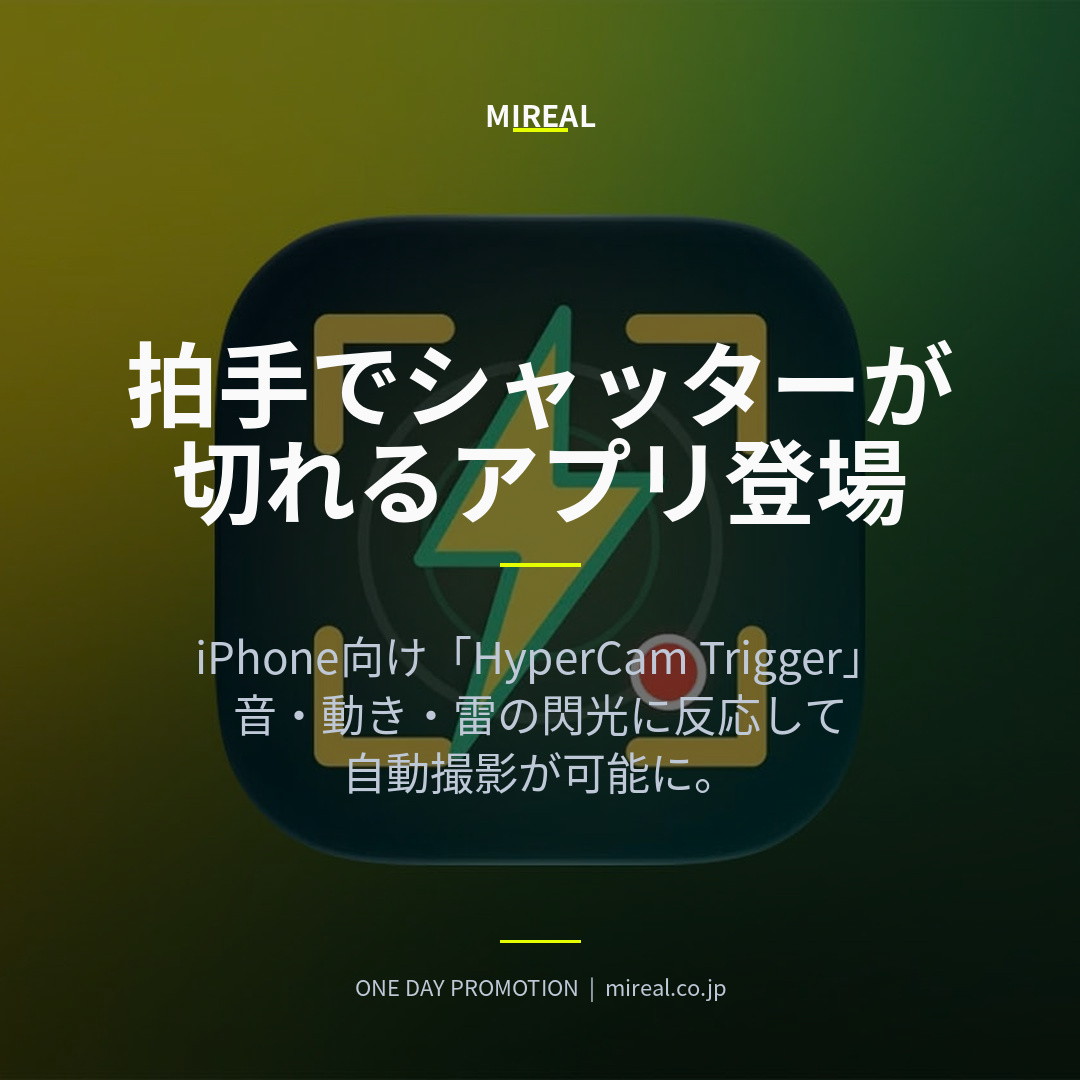 MIREAL
拍手でシャッターが
切れるアプリ登場
iPhone向け「HyperCam Trigger」
音・動き・雷の閃光に反応して
自動撮影が可能に。
ONE DAY PROMOTION | mireal.co.jp